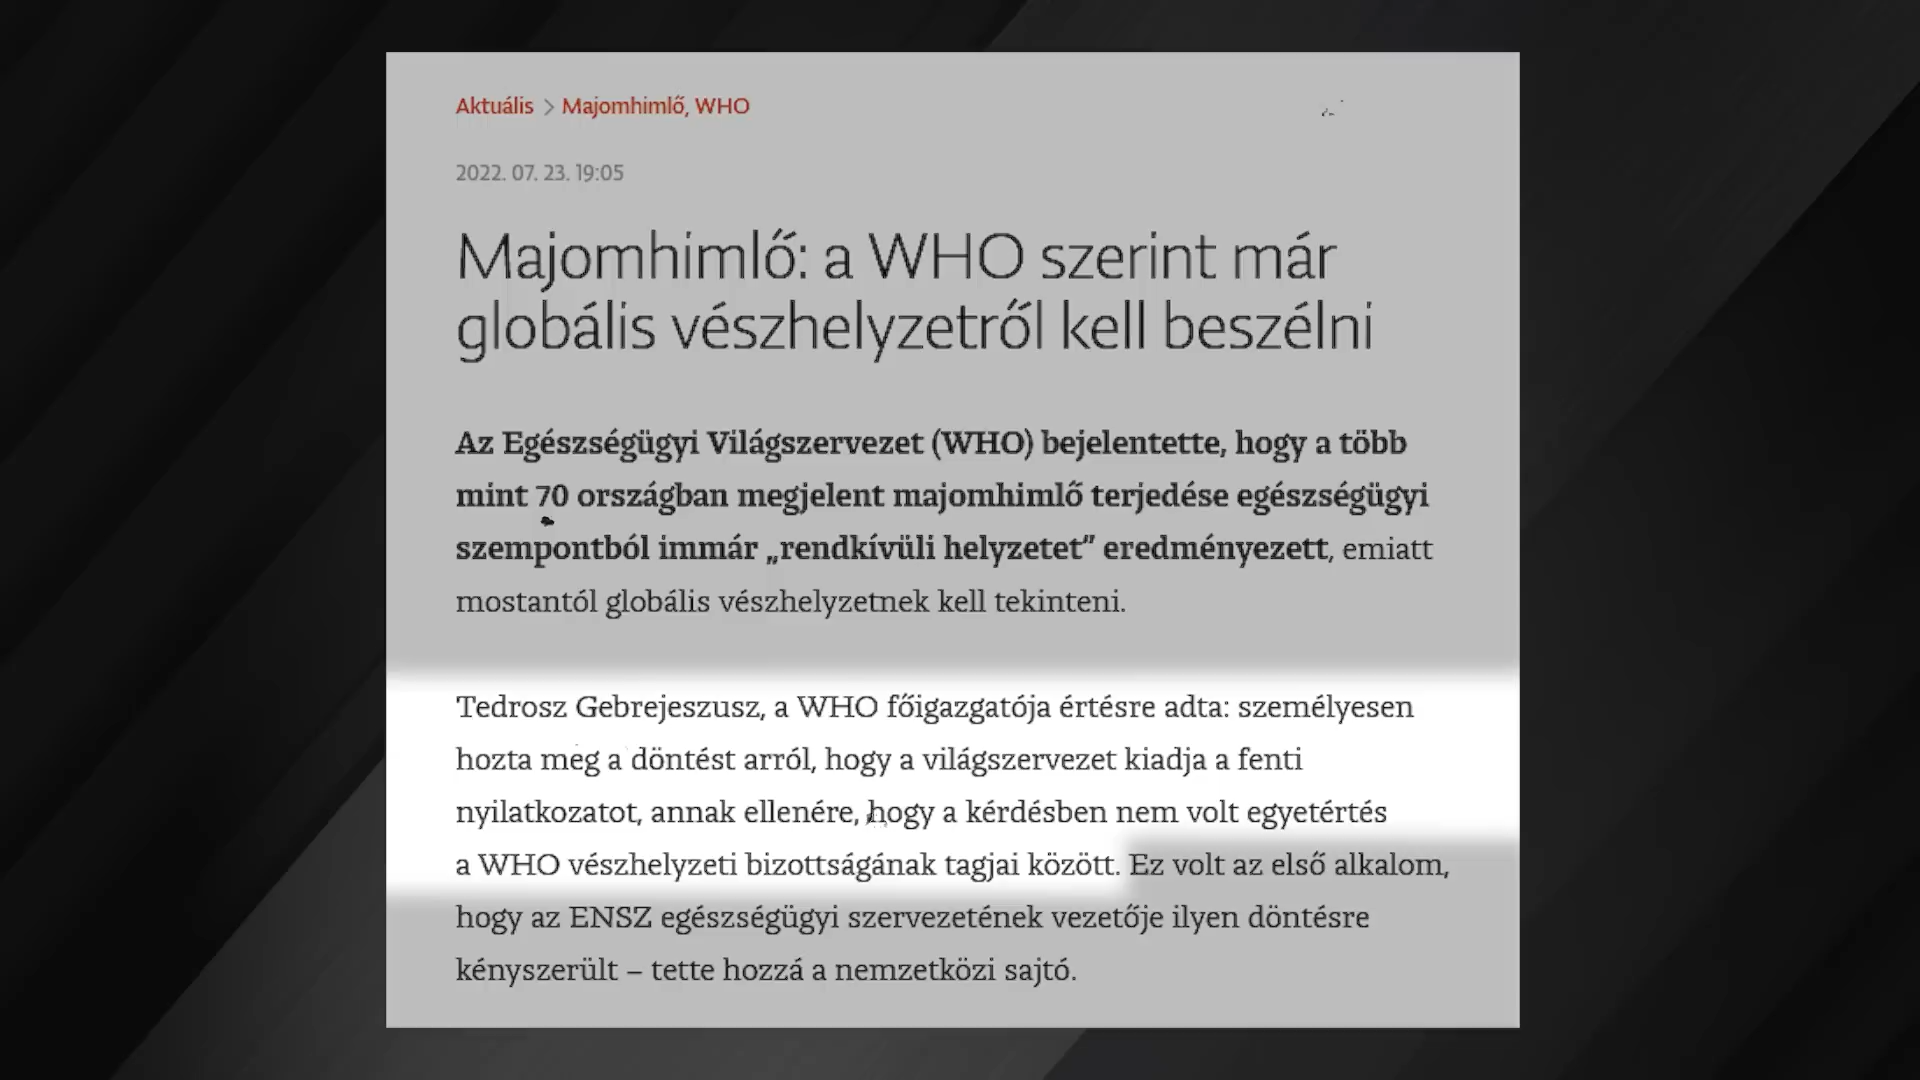 Aktuális > Majomhimlő, WHO
2022. 07. 23. 19:05
Majomhimlő: a WHO szerint már
globális vészhelyzetről kell beszélni
Az Egészségügyi Világszervezet (WHO) bejelentette, hogy a több
mint 70 országban megjelent majomhimlő terjedése egészségügyi
szempontból immár „rendkívüli helyzetet” eredményezett, emiatt
mostantól globális vészhelyzetnek kell tekinteni.
Tedrosz Gebrejeszusz, a WHO főigazgatója értésre adta: személyesen
hozta meg a döntést arról, hogy a világszervezet kiadja a fenti
nyilatkozatot, annak ellenére, hogy a kérdésben nem volt egyetértés
a WHO vészhelyzeti bizottságának tagjai között. Ez volt az első alkalom,
hogy az ENSZ egészségügyi szervezetének vezetője ilyen döntésre
kényszerült – tette hozzá a nemzetközi sajtó.